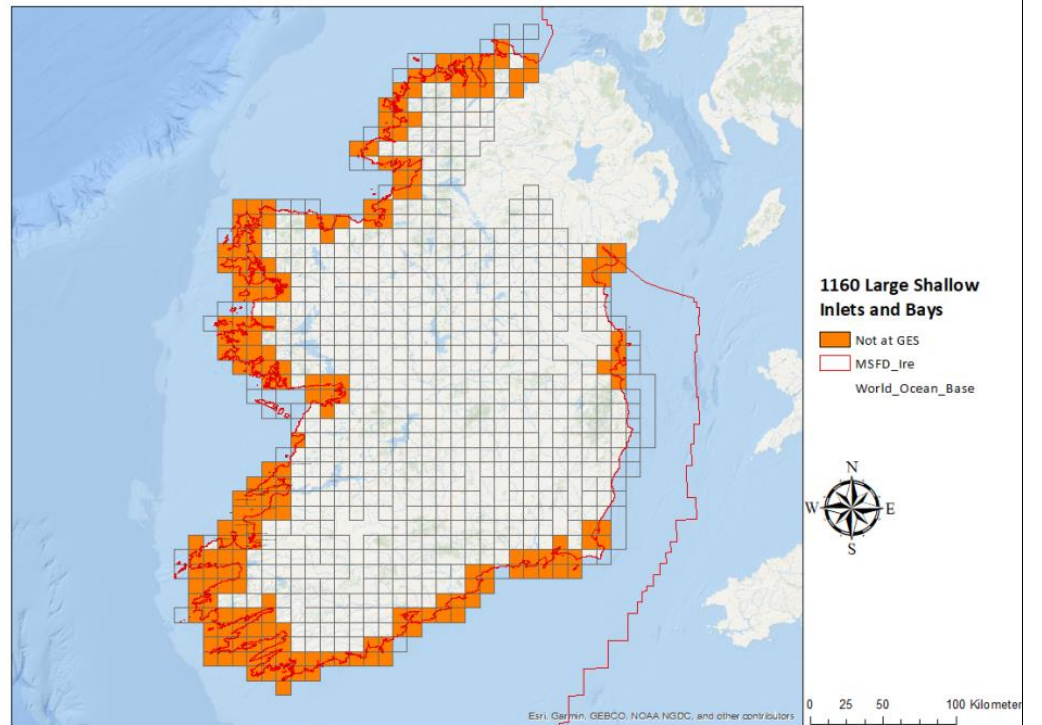 1160 Large Shallow
Inlets and Bays
Not at GES
MSFD_Ire
World_Ocean_Base
N
W
E
S
0 25 50 100 Kilometer
Esri, Garmin, GEBCO, NOAA NGDC, and other contributors